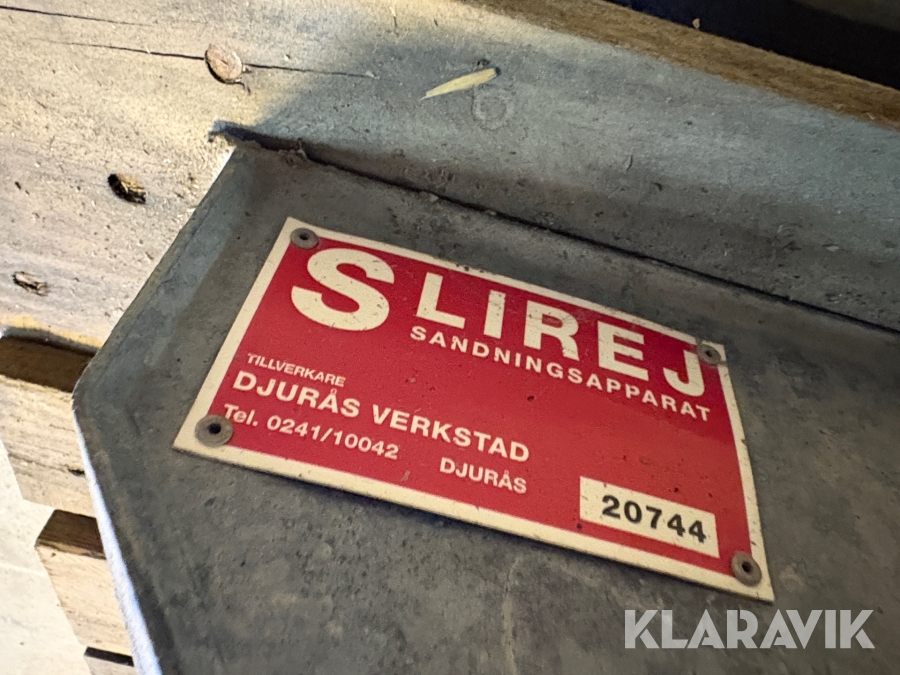 SLIREJ
SANDNINGSAPPARAT
TILLVERKARE
DJURÅS VERKSTAD
Tel. 0241/10042 DJURÅS
20744
KLARAVIK